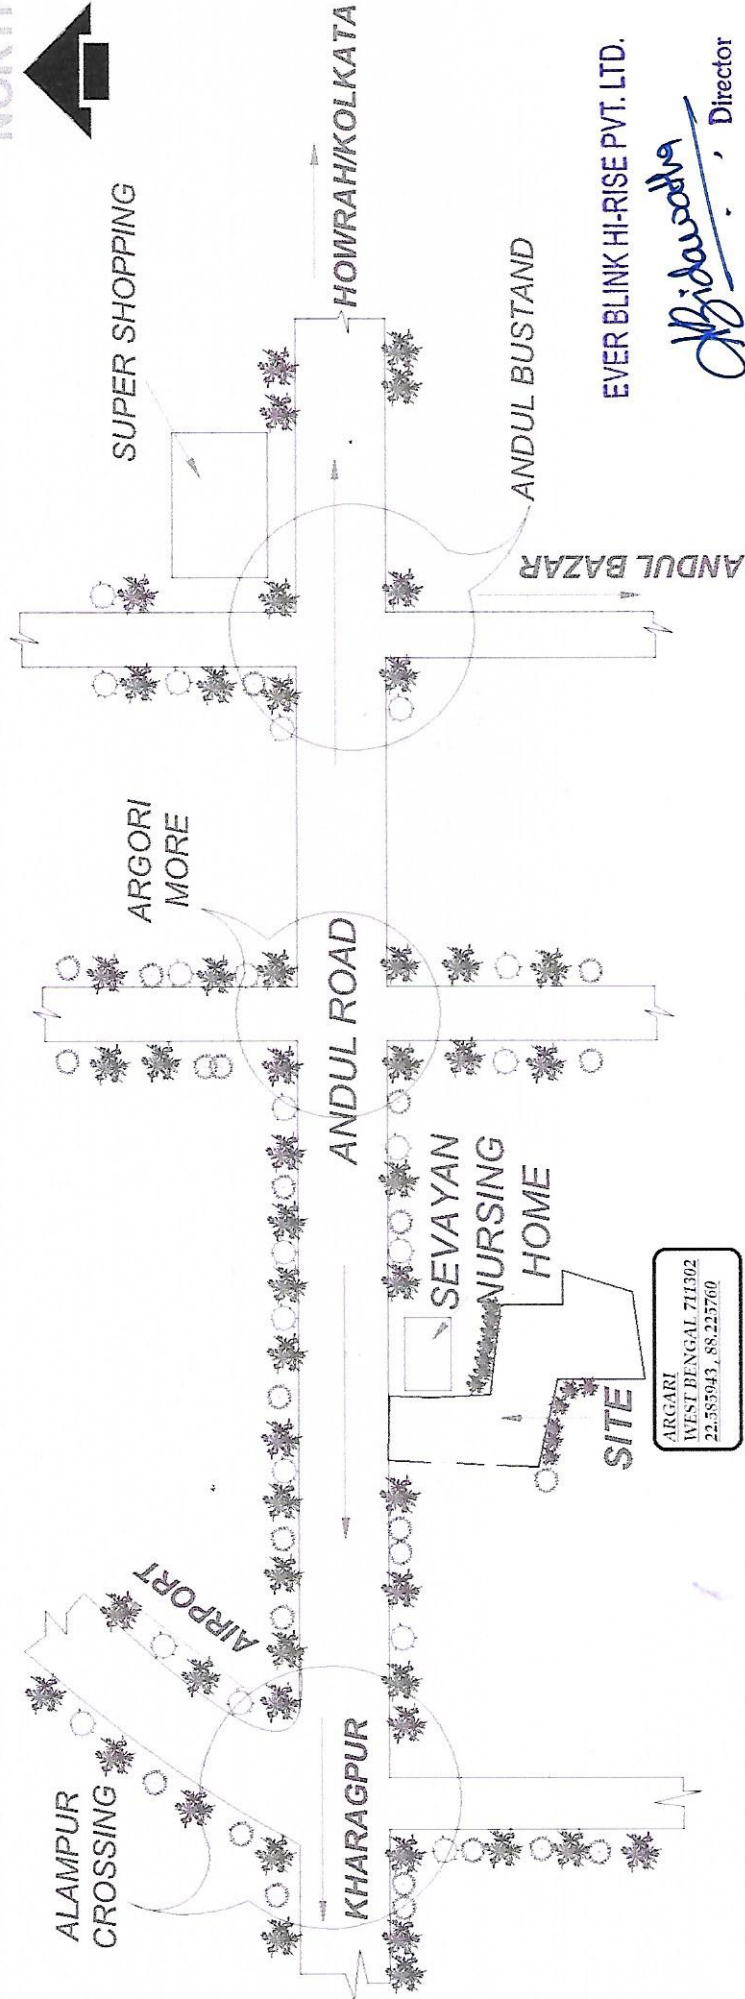 NORTH
SUPER SHOPPING
HOWRAH/KOLKATA
ANDUL BUSTAND
ANDUL BAZAR
ARGORI
MORE
ANDUL ROAD
SEVAYAN
NURSING
HOME
SITE
ARGARI
WEST BENGAL 711302
22.585943, 88.225760
AIRPORT
ALAMPUR
CROSSING
KHARAGPUR
EVER BLINK HI-RISE PVT. LTD.
Director